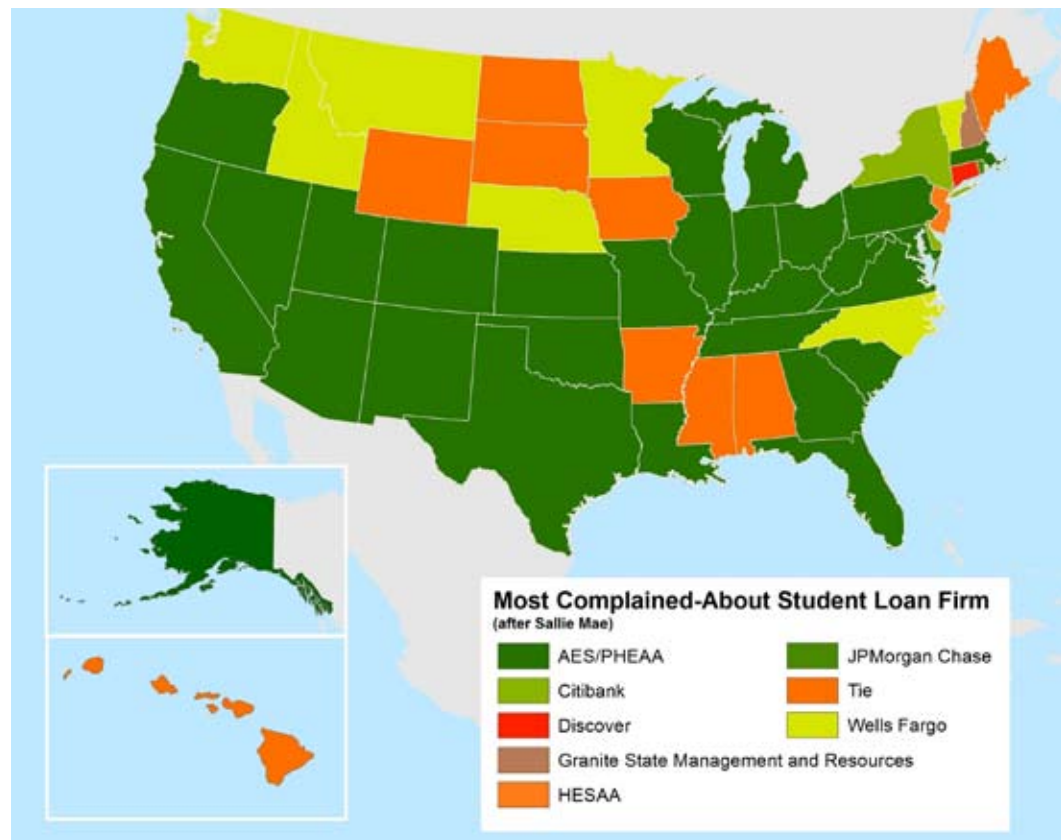 Most Complained-About Student Loan Firm
(after Sallie Mae)
AES/PHEAA
JPMorgan Chase
Citibank
Tie
Discover
Wells Fargo
Granite State Management and Resources
HESAA